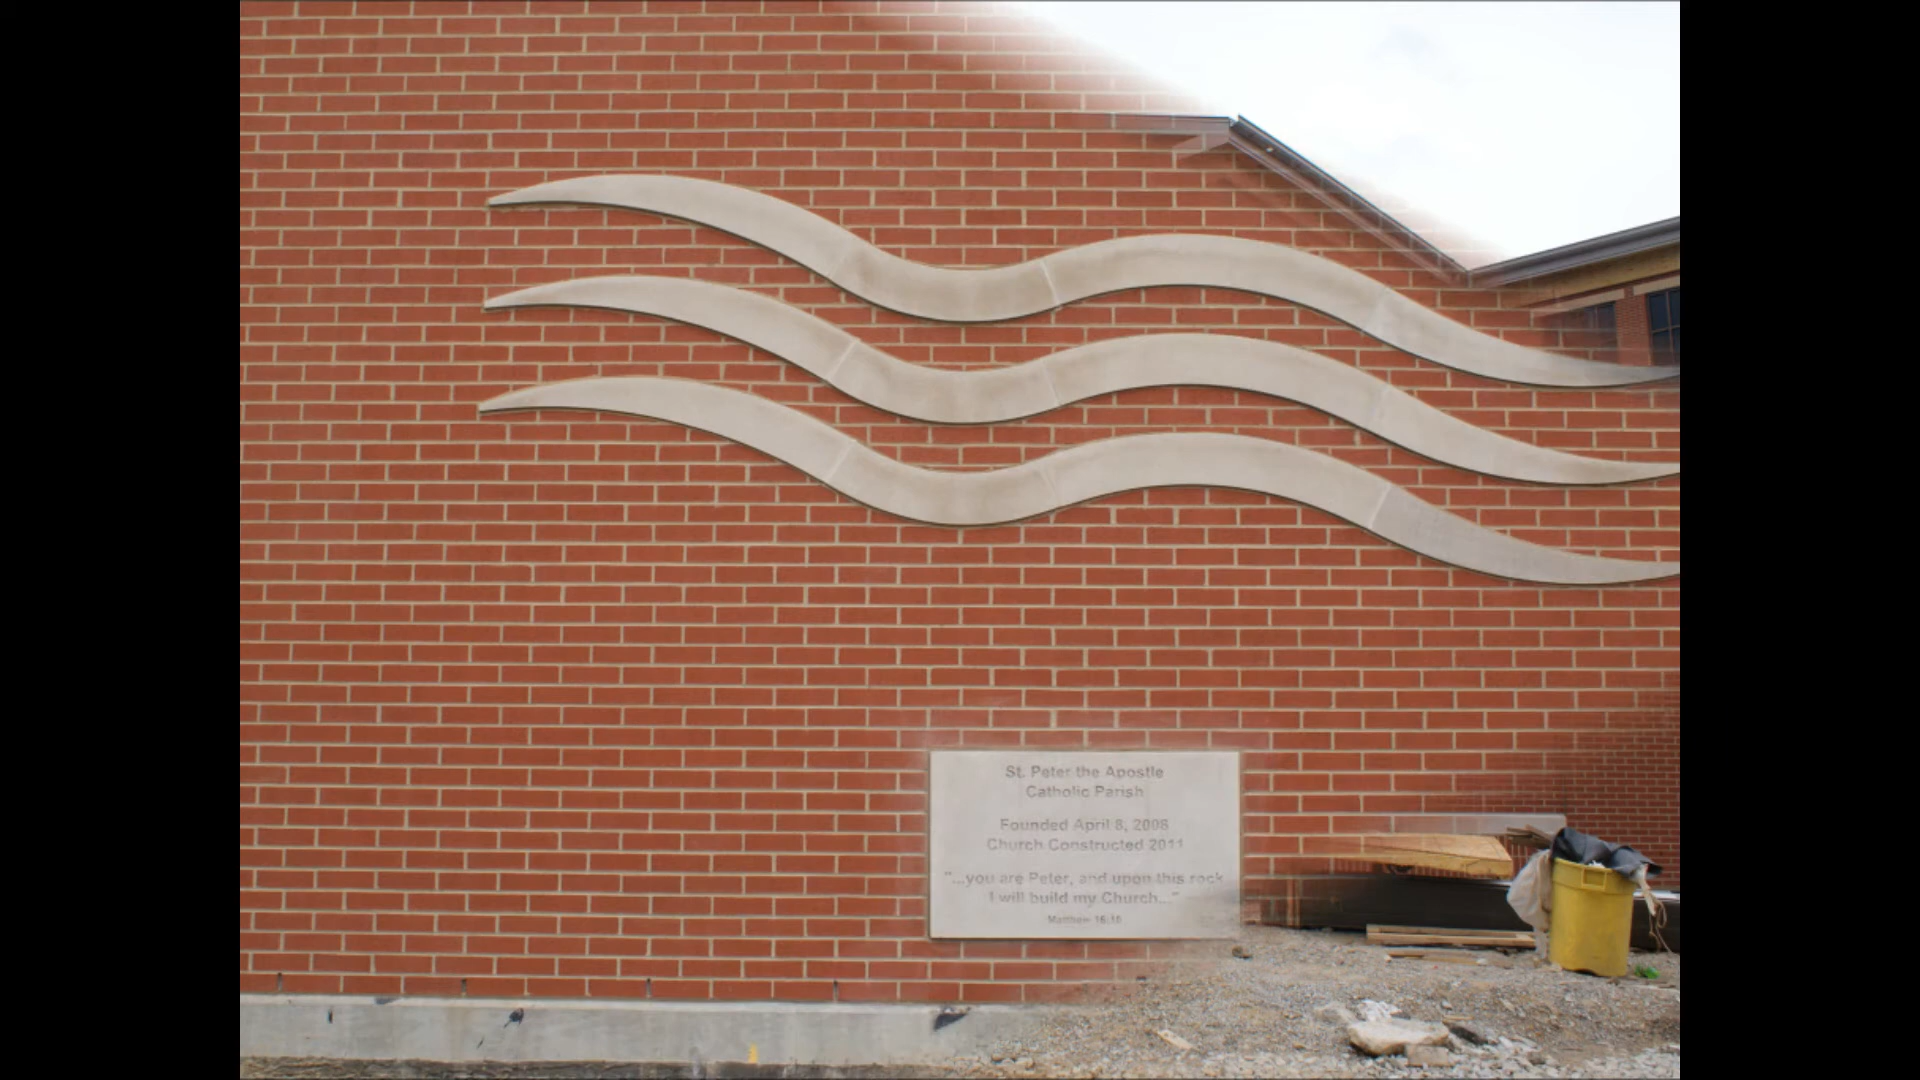 St. Peter the Apostle
Catholic Parish
Founded April 8, 2008
Church Constructed 2011
"...you are Peter, and upon this rock
I will build my Church..."
Matthew 16:18